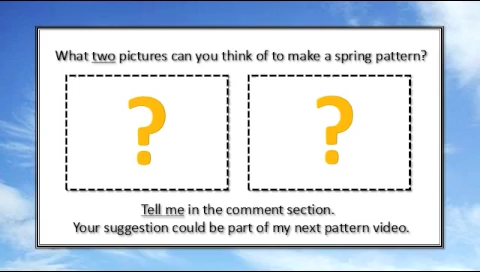 What two pictures can you think of to make a spring pattern?
? ?
Tell me in the comment section.
Your suggestion could be part of my next pattern video.